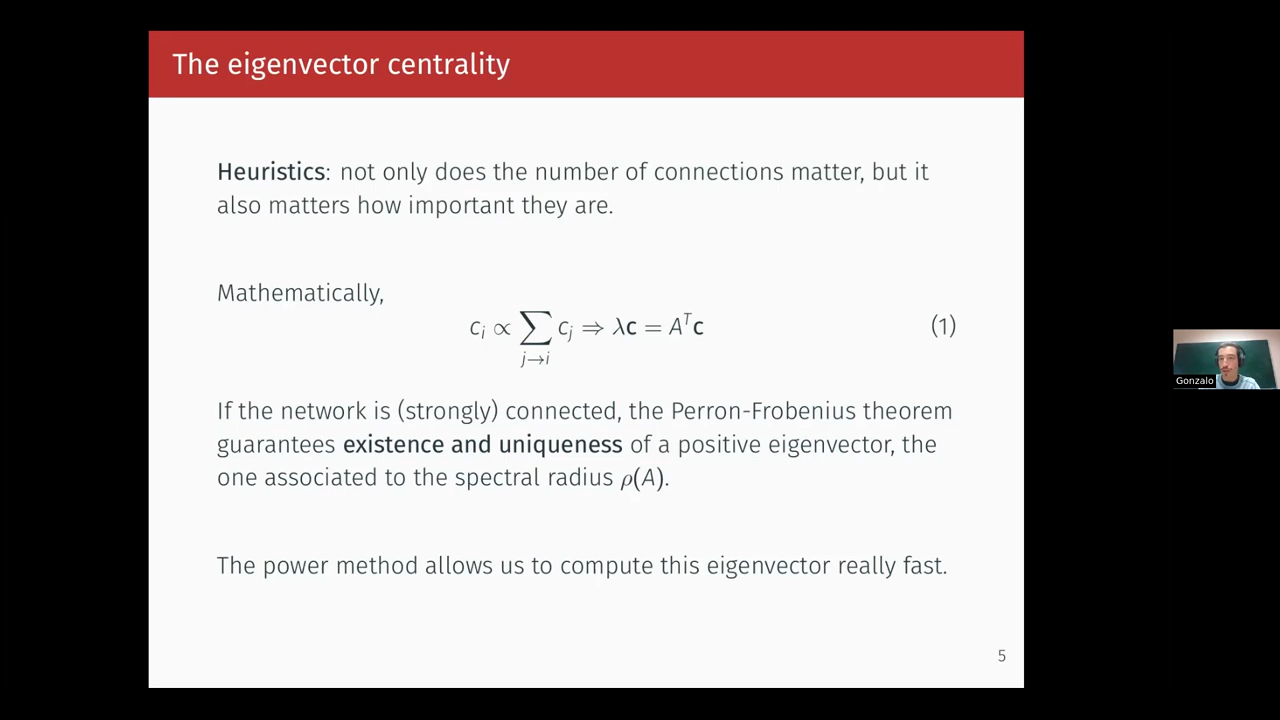 The eigenvector centrality
Heuristics: not only does the number of connections matter, but it
also matters how important they are.
Mathematically,
c_i ∝ ∑_{j→i} c_j ⇒ λc = A^T c (1)
If the network is (strongly) connected, the Perron-Frobenius theorem
guarantees existence and uniqueness of a positive eigenvector, the
one associated to the spectral radius ρ(A).
The power method allows us to compute this eigenvector really fast.
5
Gonzalo